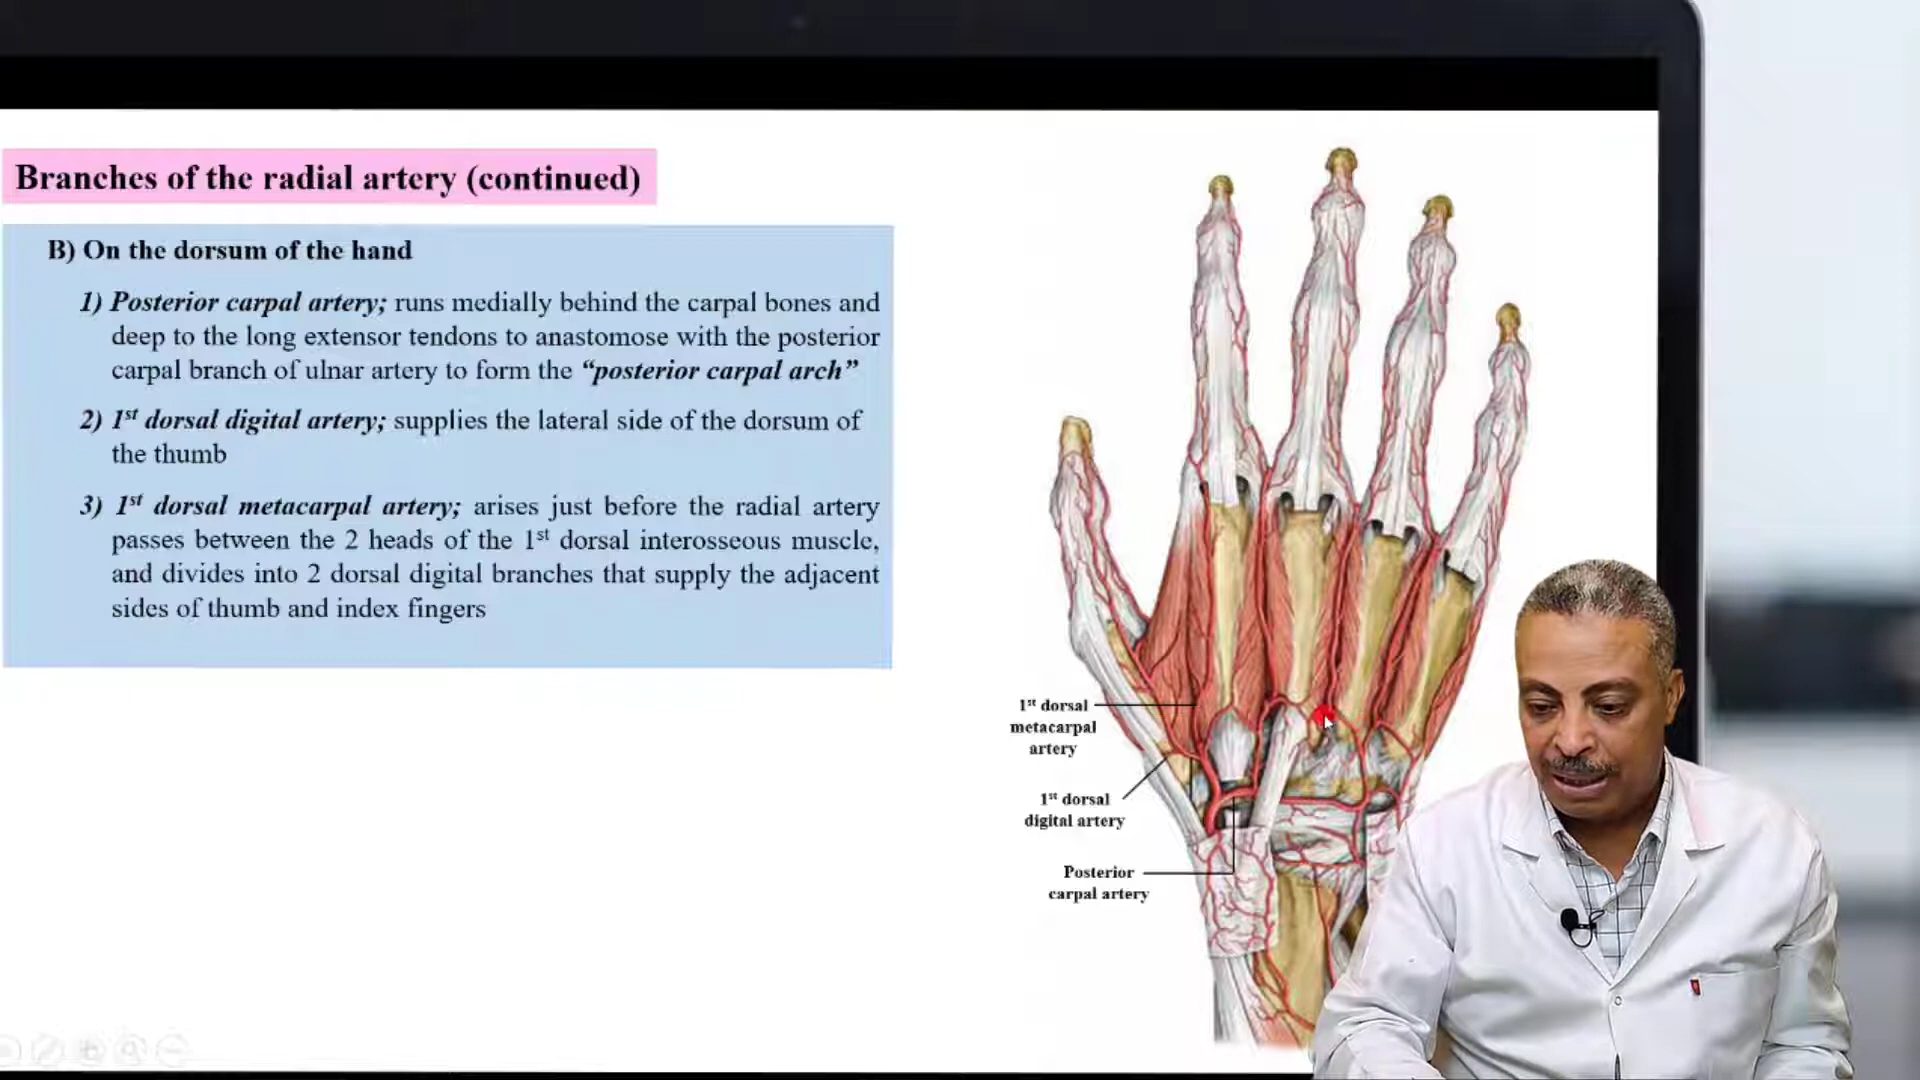 Branches of the radial artery (continued)
B) On the dorsum of the hand
1) Posterior carpal artery; runs medially behind the carpal bones and
deep to the long extensor tendons to anastomose with the posterior
carpal branch of ulnar artery to form the “posterior carpal arch”
2) 1st dorsal digital artery; supplies the lateral side of the dorsum of
the thumb
3) 1st dorsal metacarpal artery; arises just before the radial artery
passes between the 2 heads of the 1st dorsal interosseous muscle,
and divides into 2 dorsal digital branches that supply the adjacent
sides of thumb and index fingers
1st dorsal
metacarpal
artery
1st dorsal
digital artery
Posterior
carpal artery